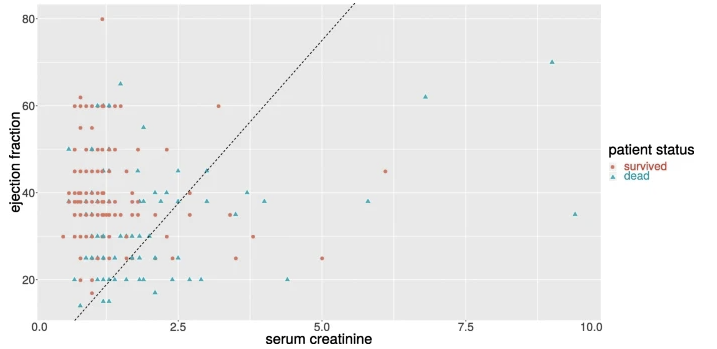 80
60
40
20
ejection fraction
0.0 2.5 5.0 7.5 10.0
serum creatinine
patient status
survived
dead